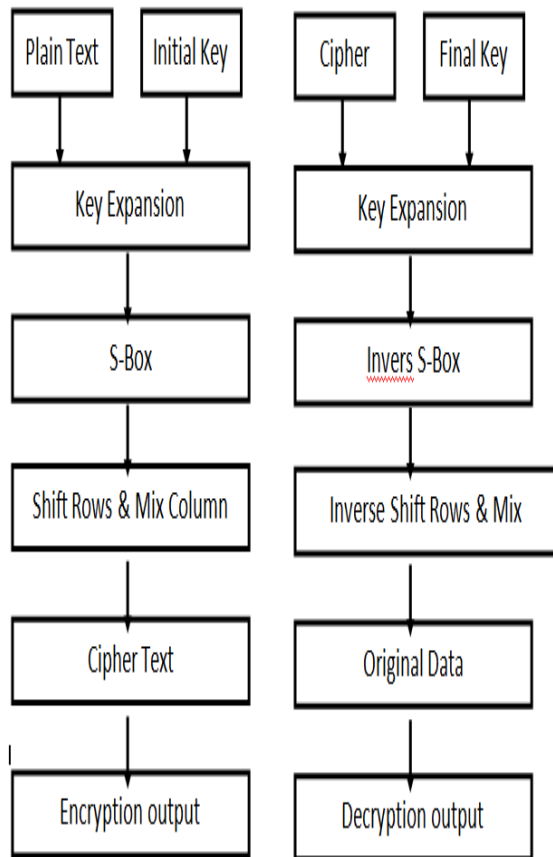 Plain Text
Initial Key
Key Expansion
S-Box
Shift Rows & Mix Column
Cipher Text
Encryption output
Cipher
Final Key
Key Expansion
Invers S-Box
Inverse Shift Rows & Mix
Original Data
Decryption output